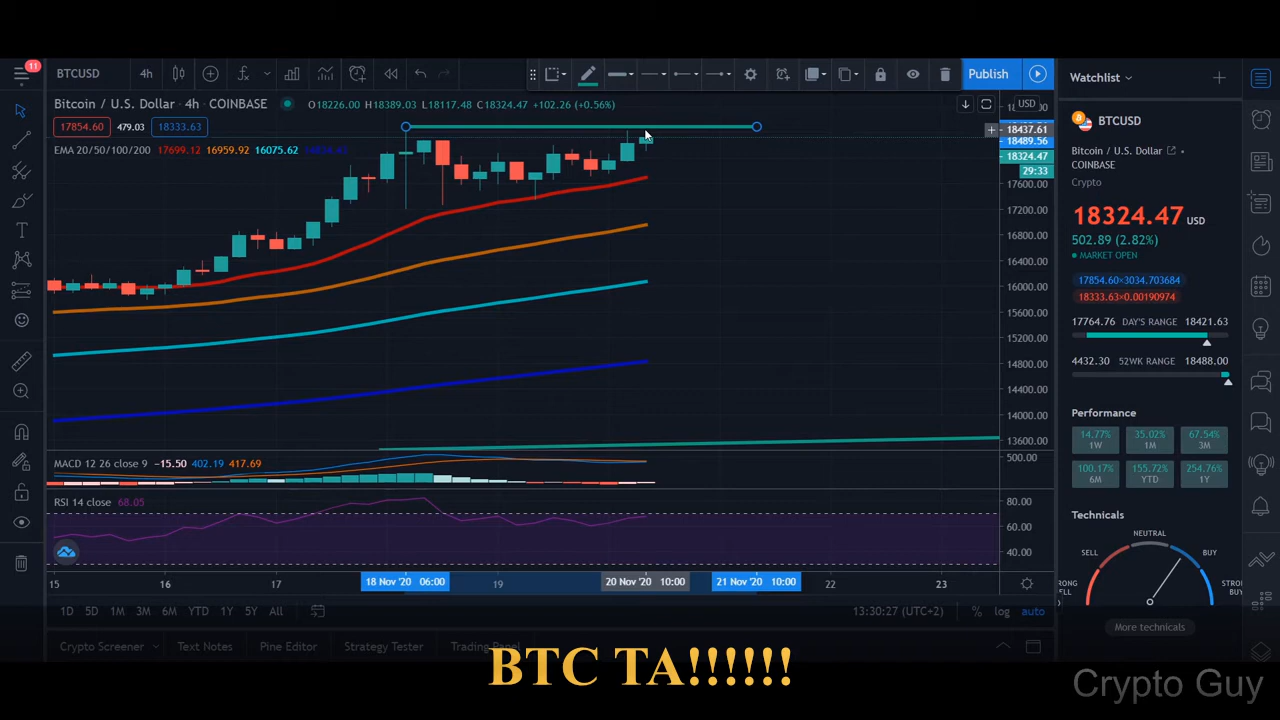 11
BTCUSD
4h
Publish
Watchlist
Bitcoin / U.S. Dollar · 4h · COINBASE
O18226.00 H18389.03 L18117.48 C18324.47 +102.26 (+0.56%)
USD
17854.60
479.03
18333.63
EMA 20/50/100/200 17699.12 16959.92 16075.62
18437.61
18489.56
18324.47
29:33
17600.00
17200.00
16800.00
16400.00
16000.00
15600.00
15200.00
14800.00
14400.00
14000.00
13600.00
MACD 12 26 close 9 −15.50 402.19 417.69
500.00
RSI 14 close 68.05
80.00
60.00
40.00
15
16
17
18 Nov '20 06:00
19
20 Nov '20 10:00
21 Nov '20 10:00
22
23
1D 5D 1M 3M 6M YTD 1Y 5Y All
13:30:27 (UTC+2)
% log auto
Crypto Screener
Text Notes
Pine Editor
Strategy Tester
Trading Panel
BTCUSD
Bitcoin / U.S. Dollar
COINBASE
Crypto
18324.47 USD
502.89 (2.82%)
MARKET OPEN
17854.60×3034.703684
18333.63×0.00190974
17764.76 DAY'S RANGE 18421.63
4432.30 52WK RANGE 18488.00
Performance
14.77% 35.02% 67.54%
1W 1M 3M
100.17% 155.72% 254.76%
6M YTD 1Y
Technicals
NEUTRAL
SELL
BUY
More technicals
BTC TA!!!!!!
Crypto Guy